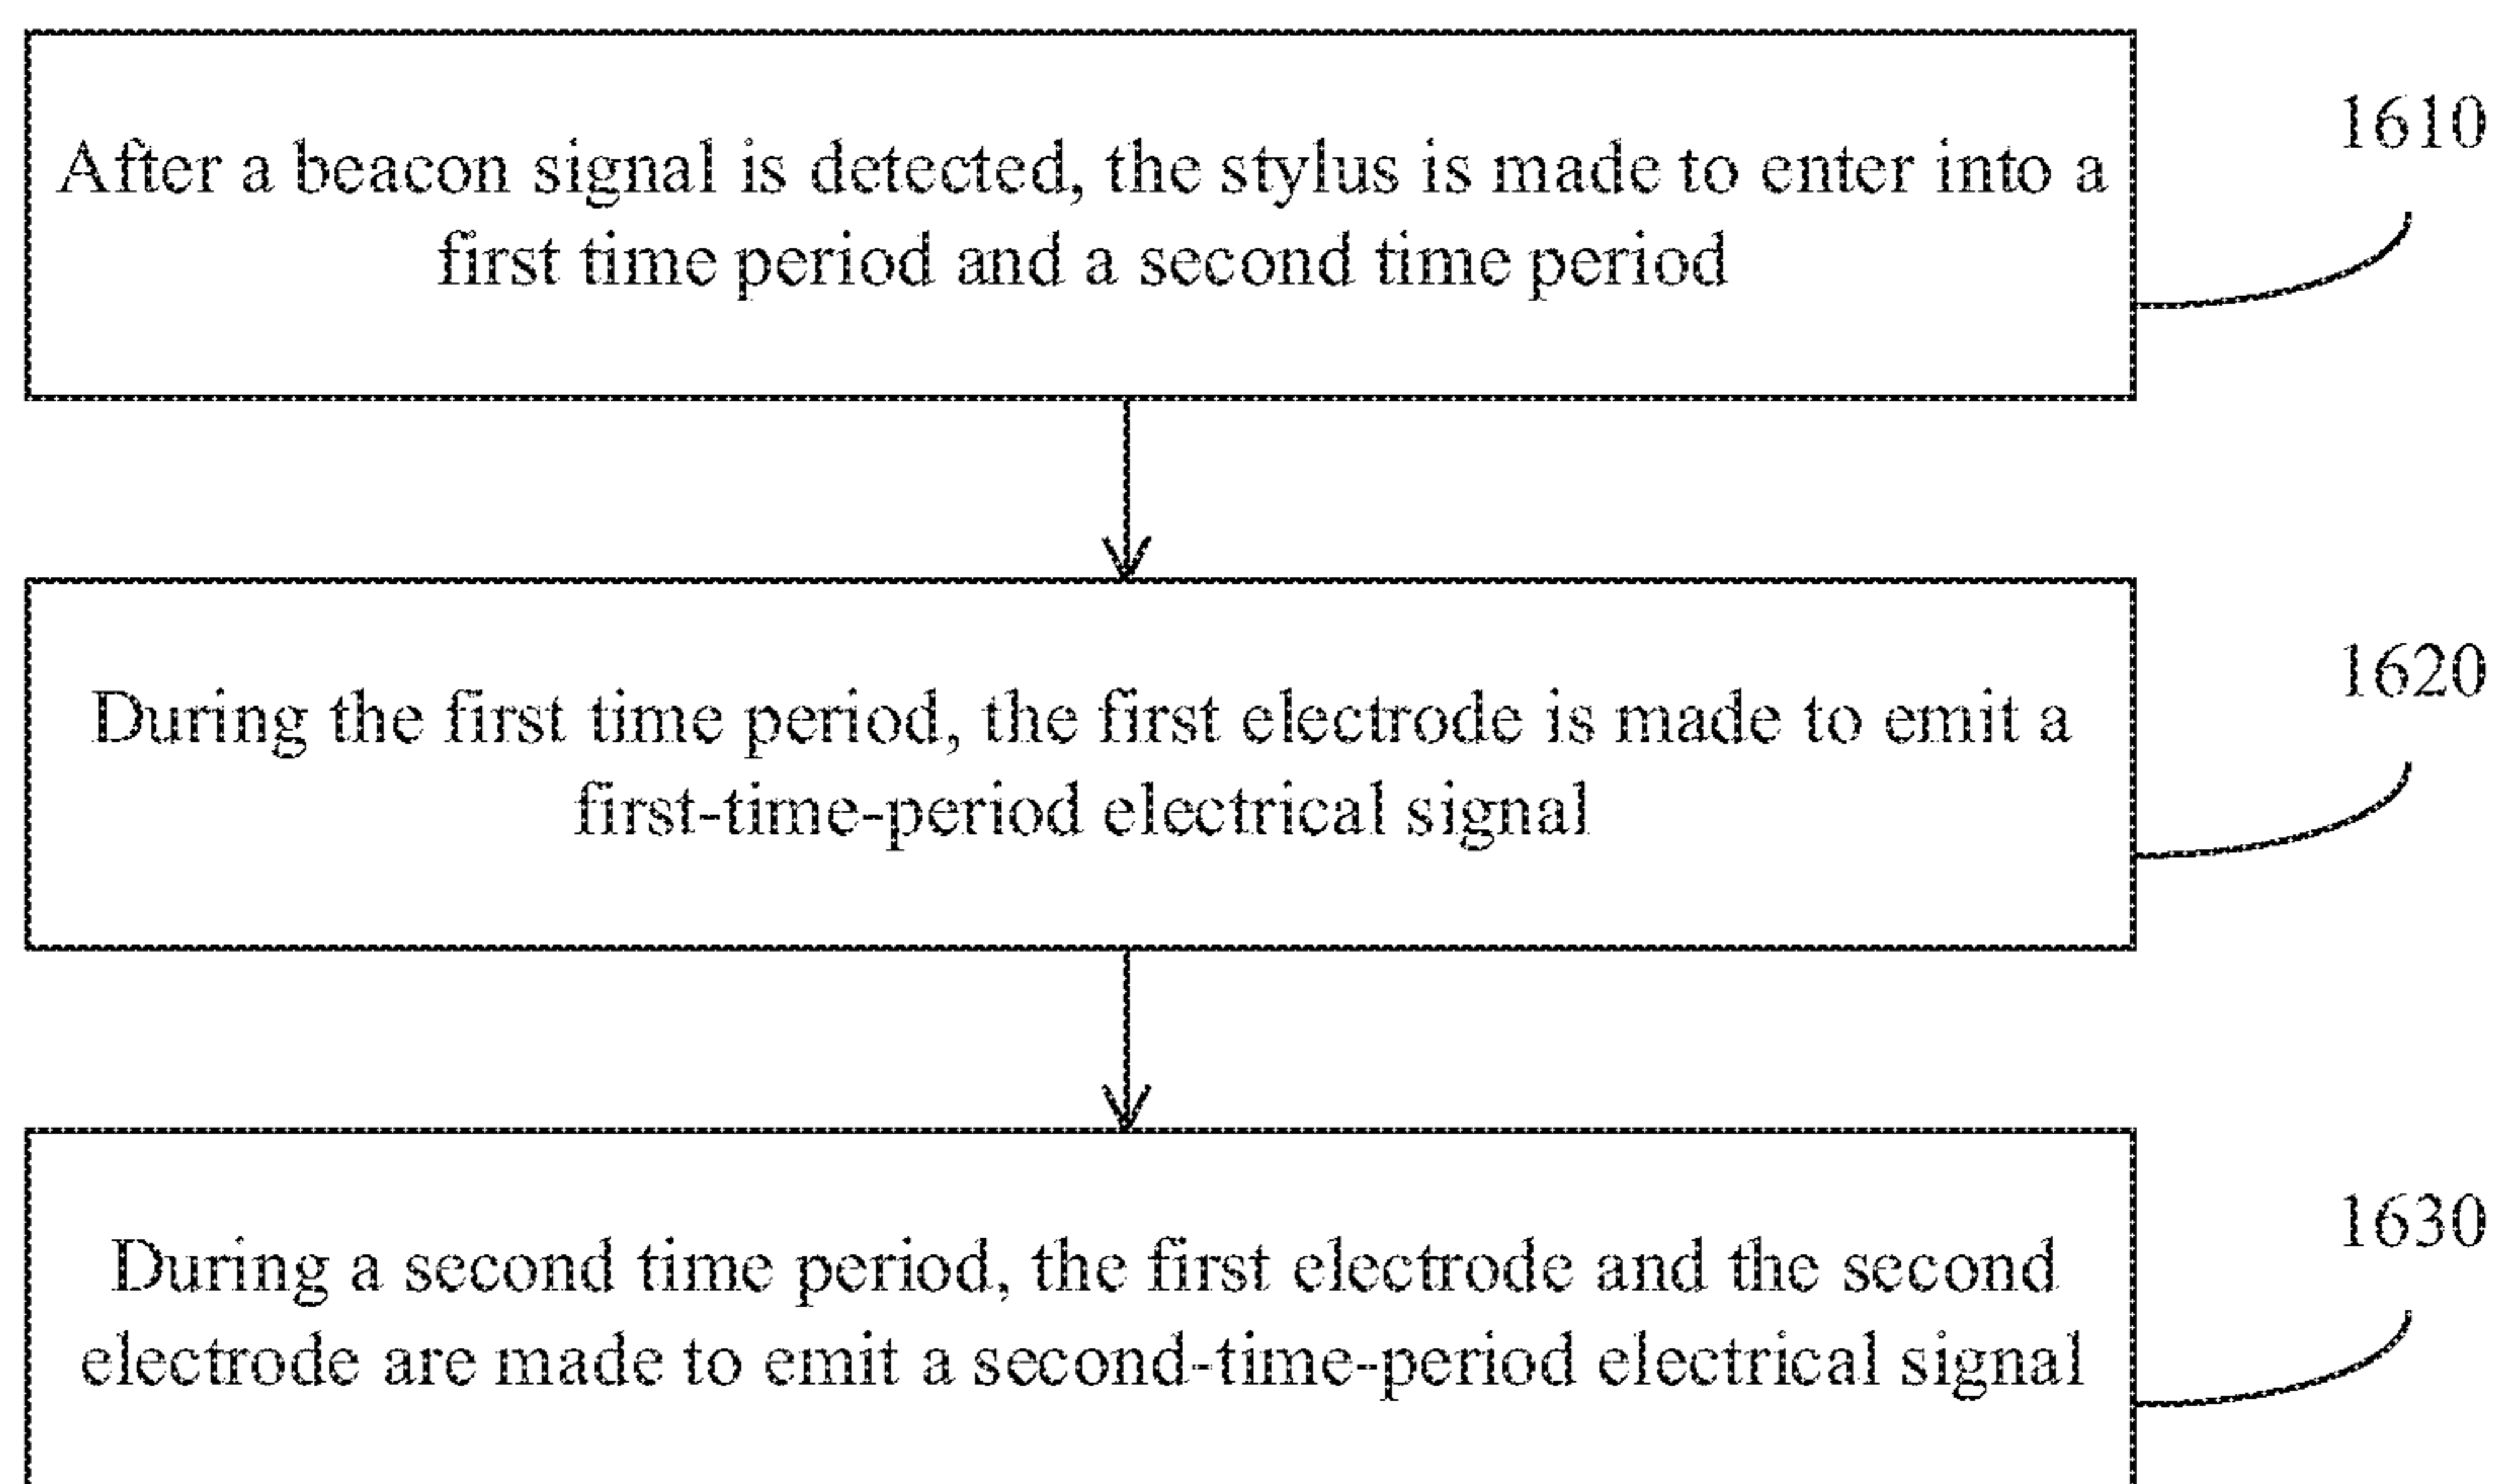 After a beacon signal is detected, the stylus is made to enter into a
first time period and a second time period
1610
During the first time period, the first electrode is made to emit a
first-time-period electrical signal
1620
During a second time period, the first electrode and the second
electrode are made to emit a second-time-period electrical signal
1630